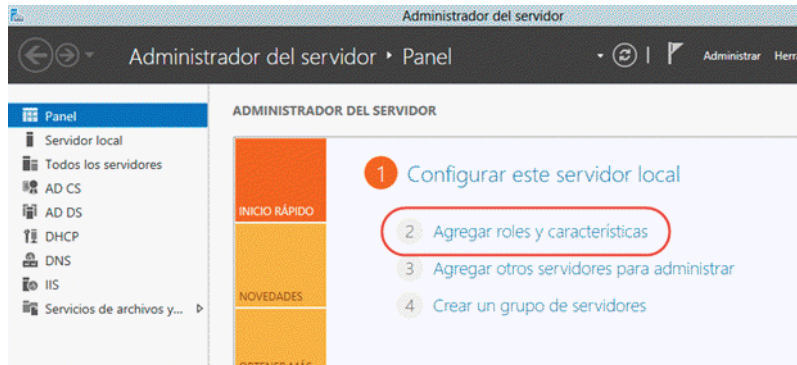 Administrador del servidor
Administrador del servidor ‣ Panel
Administrar
Panel
Servidor local
Todos los servidores
AD CS
AD DS
DHCP
DNS
IIS
Servicios de archivos y...
ADMINISTRADOR DEL SERVIDOR
INICIO RÁPIDO
NOVEDADES
1 Configurar este servidor local
2 Agregar roles y características
3 Agregar otros servidores para administrar
4 Crear un grupo de servidores